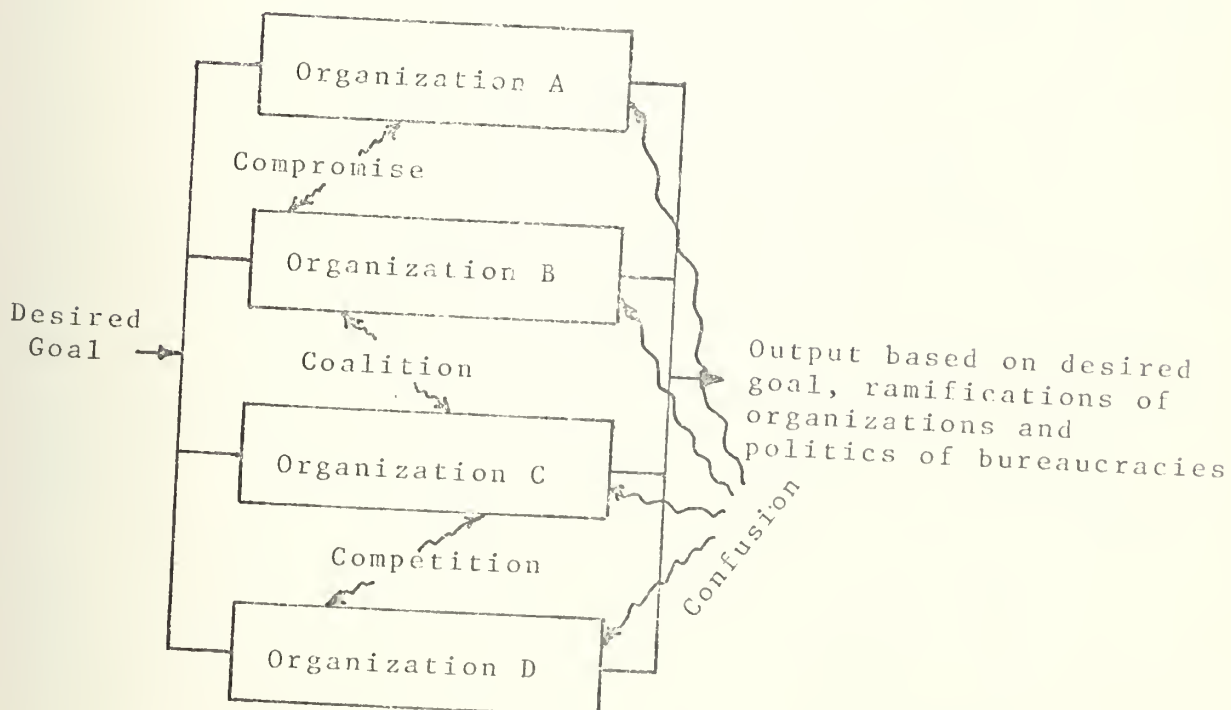 Organization A
Compromise
Organization B
Desired
Goal
Coalition
Output based on desired
goal, ramifications of
organizations and
politics of bureaucracies
Organization C
Confusion
Competition
Organization D